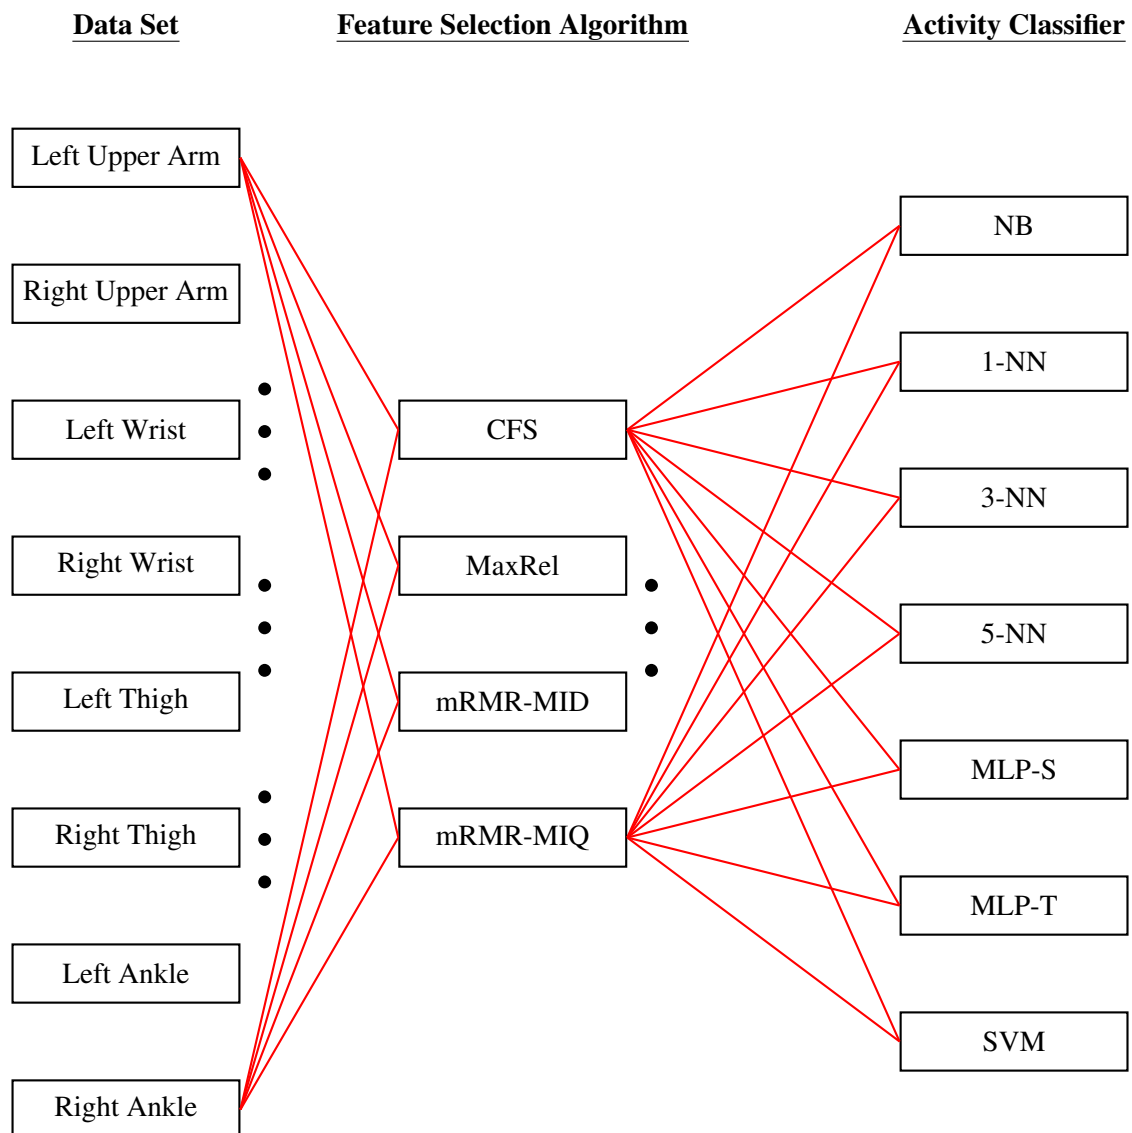 Data Set
Feature Selection Algorithm
Activity Classifier
Left Upper Arm
Right Upper Arm
Left Wrist
Right Wrist
Left Thigh
Right Thigh
Left Ankle
Right Ankle
CFS
MaxRel
mRMR-MID
mRMR-MIQ
NB
1-NN
3-NN
5-NN
MLP-S
MLP-T
SVM